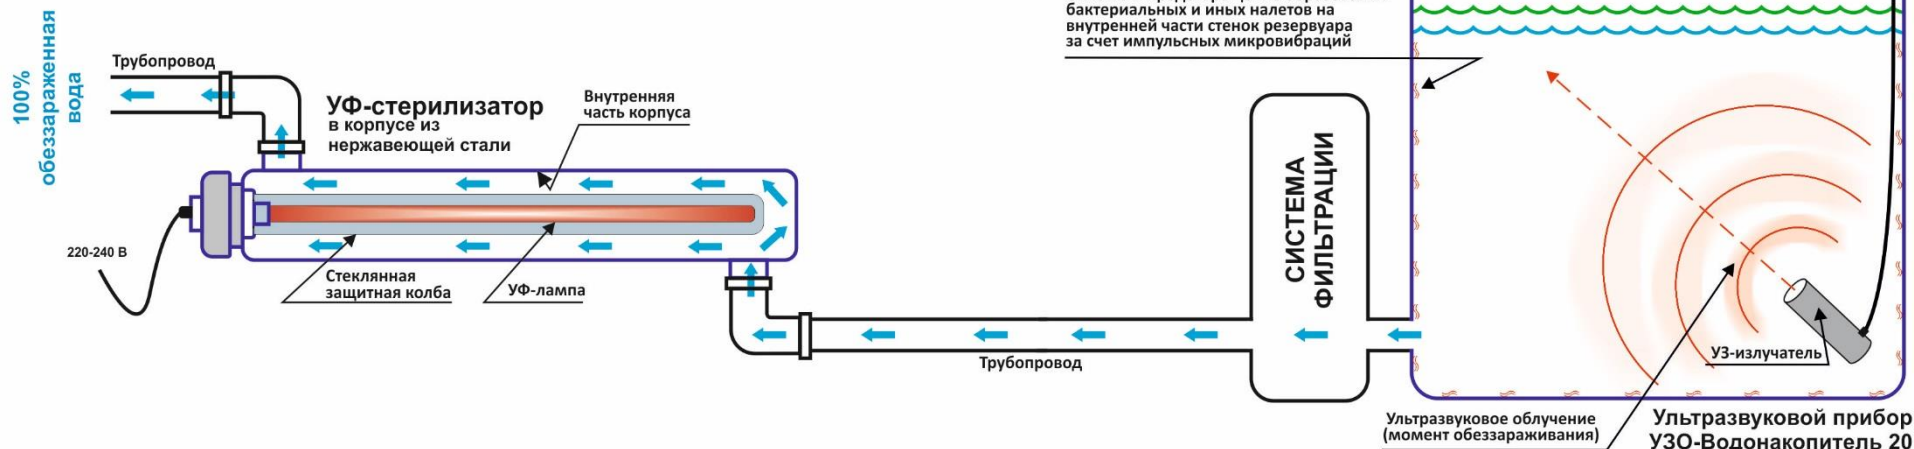 бактериальных и иных налетов на
внутренней части стенок резервуара
за счет импульсных микровибраций
100%
обеззараженная
вода
Трубопровод
УФ-стерилизатор
в корпусе из
нержавеющей стали
Внутренняя
часть корпуса
220-240 В
Стеклянная
защитная колба
УФ-лампа
Трубопровод
СИСТЕМА
ФИЛЬТРАЦИИ
УЗ-излучатель
Ультразвуковое облучение
(момент обеззараживания)
Ультразвуковой прибор
УЗО-Водонакопитель 20